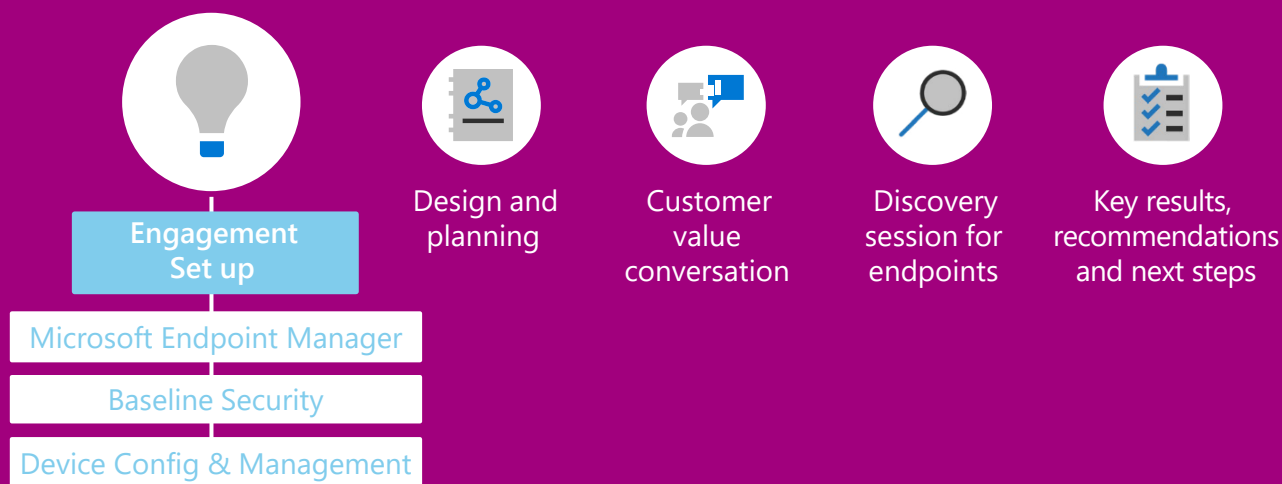 Engagement
Set up
Microsoft Endpoint Manager
Baseline Security
Device Config & Management
Design and
planning
Customer
value
conversation
Discovery
session for
endpoints
Key results,
recommendations
and next steps